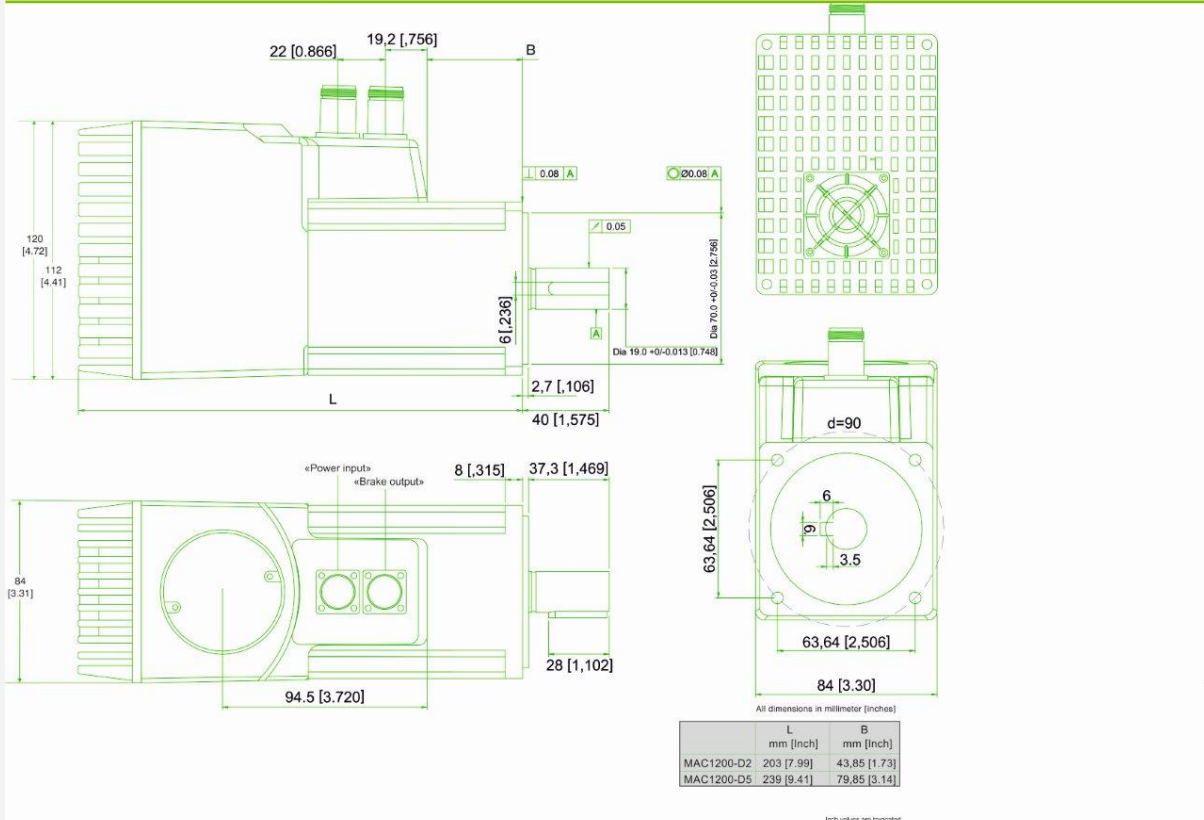 22 [0.866]
19,2 [,756]
B
⟂ 0.08 A
◯ Ø0.08 A
↗ 0.05
120
[4.72]
112
[4.41]
6 [,236]
A
Dia 70.0 +0/-0.03 [2.756]
Dia 19.0 +0/-0.013 [0.748]
2,7 [,106]
L
40 [1,575]
«Power input»
«Brake output»
8 [,315]
37,3 [1,469]
84
[3.31]
28 [1,102]
94.5 [3.720]
d=90
6
6
3.5
63,64 [2,506]
63,64 [2,506]
84 [3.30]
All dimensions in millimeter [inches]
L B
mm [Inch] mm [Inch]
MAC1200-D2 203 [7.99] 43,85 [1.73]
MAC1200-D5 239 [9.41] 79,85 [3.14]
Inch values are truncated